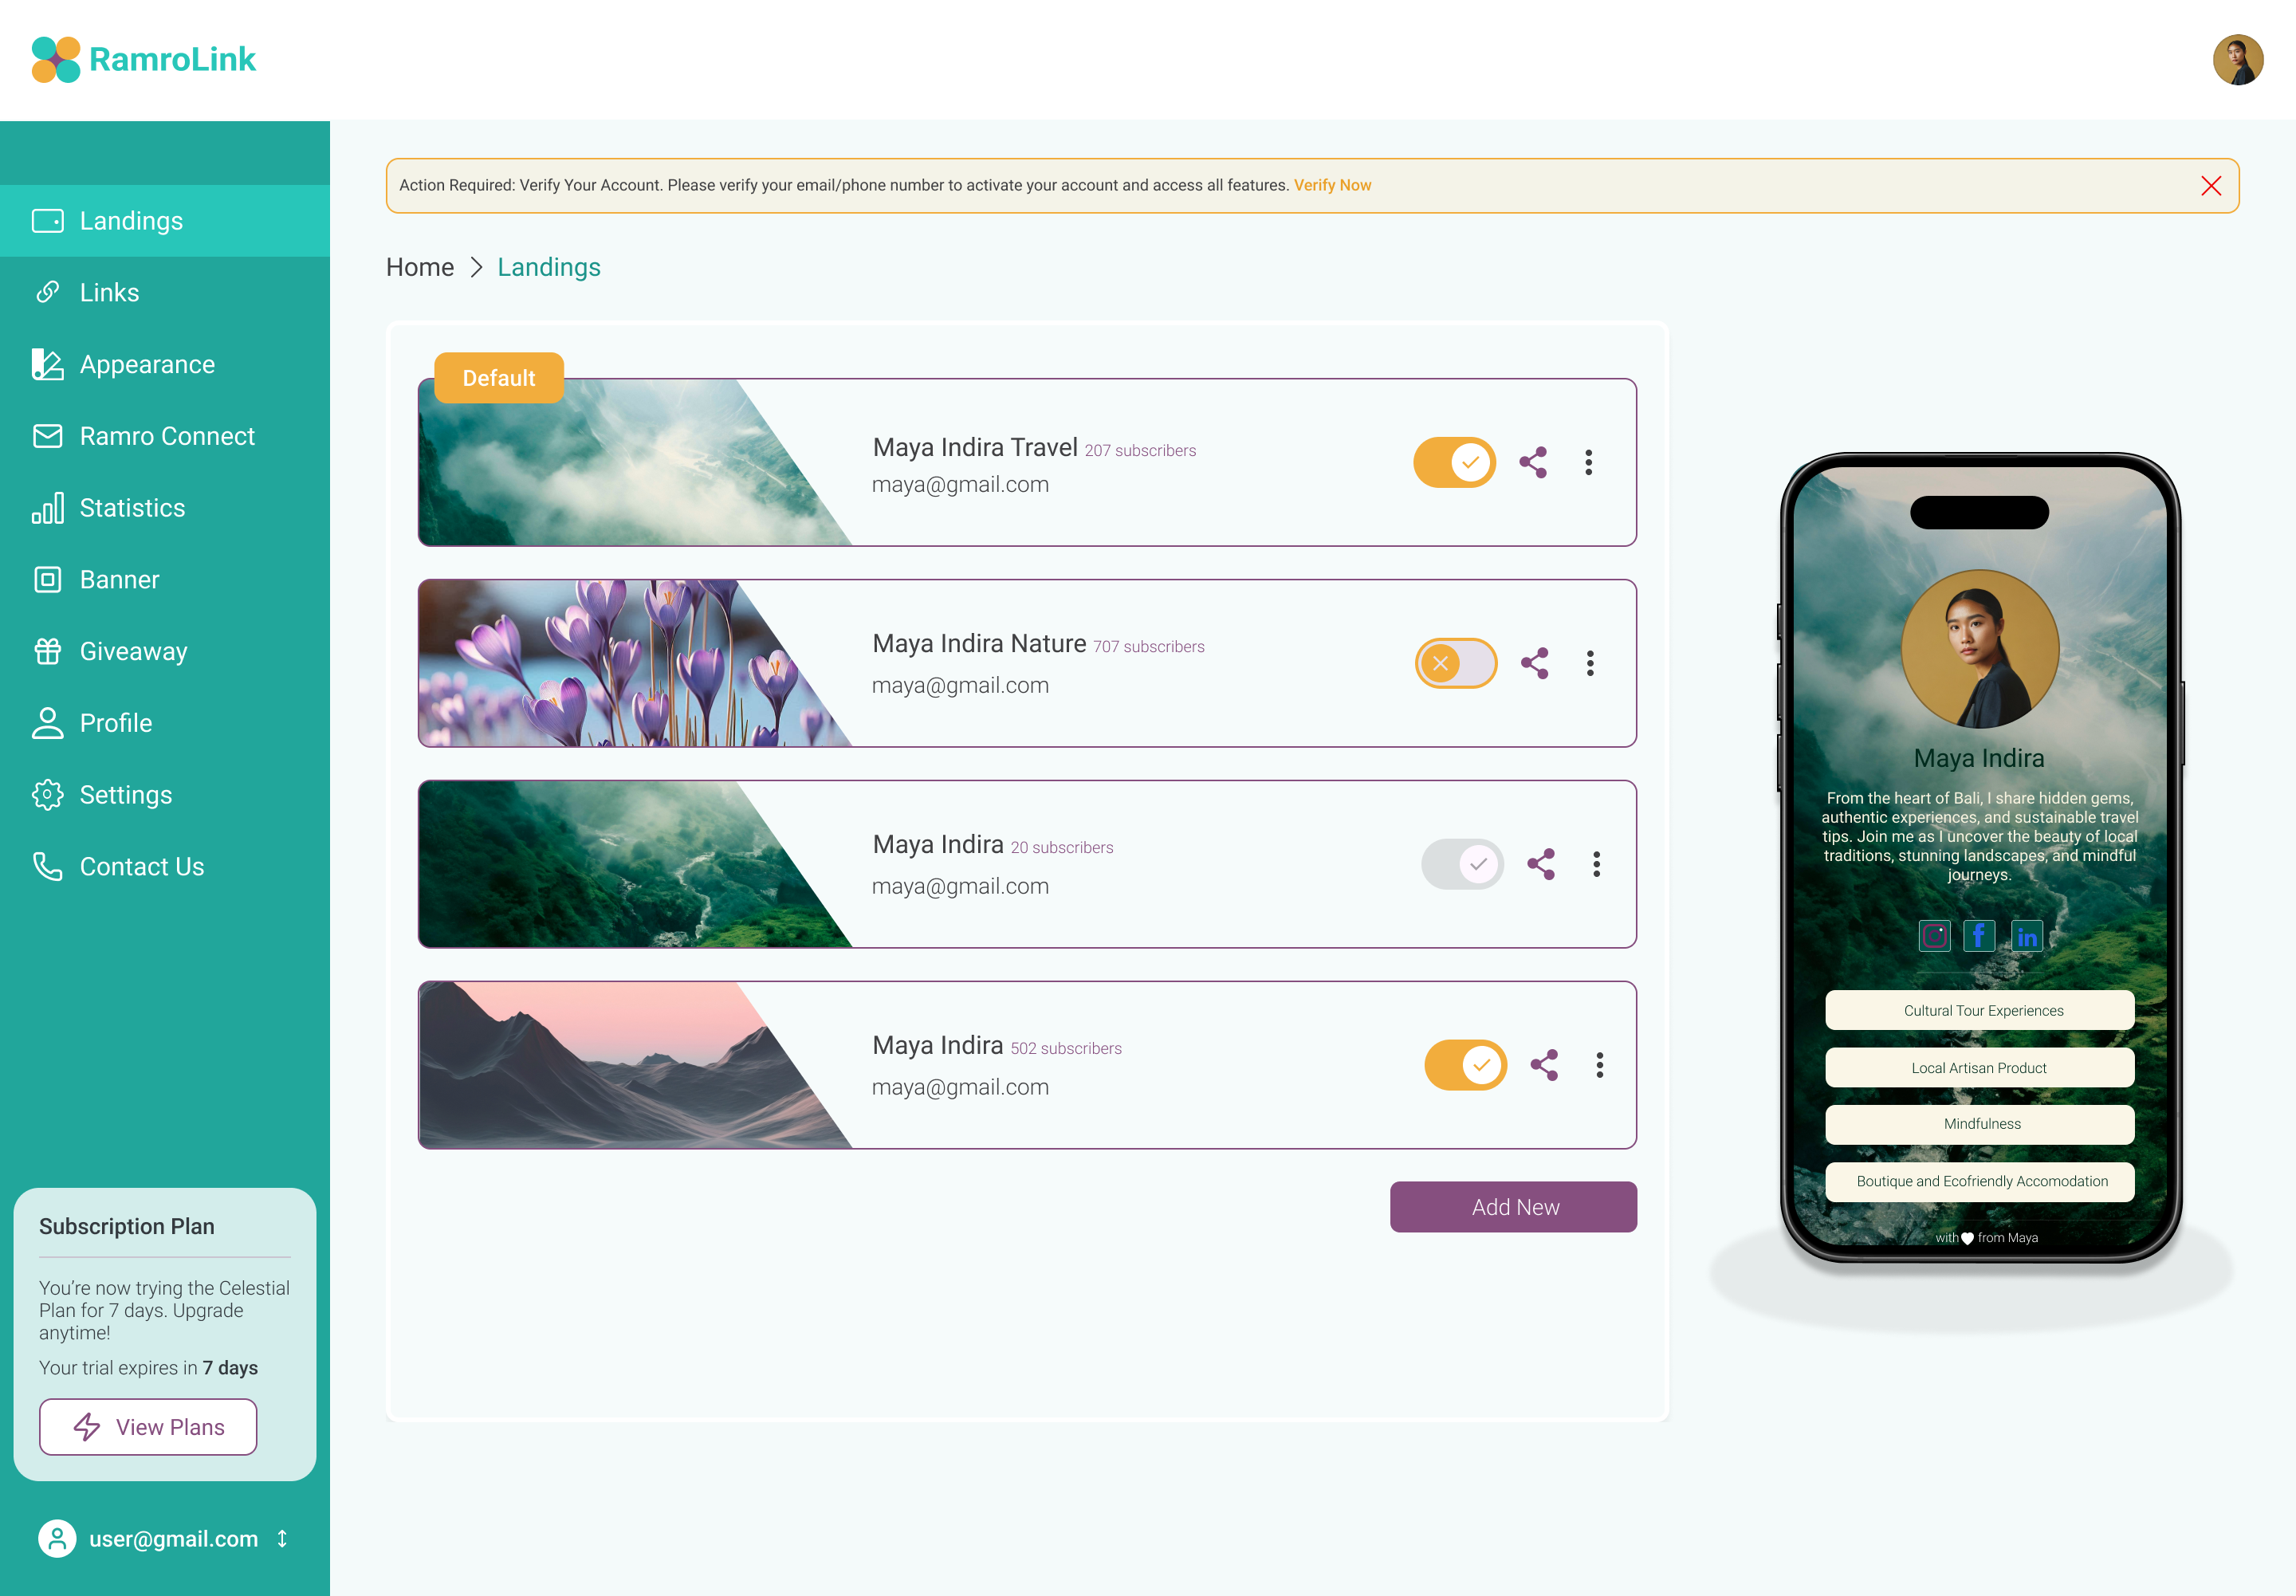 RamroLink
Action Required: Verify Your Account. Please verify your email/phone number to activate your account and access all features. Verify Now
Home > Landings
Landings
Links
Appearance
Ramro Connect
Statistics
Banner
Giveaway
Profile
Settings
Contact Us
Subscription Plan
You’re now trying the Celestial
Plan for 7 days. Upgrade
anytime!
Your trial expires in 7 days
View Plans
user@gmail.com
Default
Maya Indira Travel 207 subscribers
maya@gmail.com
Maya Indira Nature 707 subscribers
maya@gmail.com
Maya Indira 20 subscribers
maya@gmail.com
Maya Indira 502 subscribers
maya@gmail.com
Add New
Maya Indira
From the heart of Bali, I share hidden gems,
authentic experiences, and sustainable travel
tips. Join me as I uncover the beauty of local
traditions, stunning landscapes, and mindful
journeys.
Cultural Tour Experiences
Local Artisan Product
Mindfulness
Boutique and Ecofriendly Accomodation
with from Maya